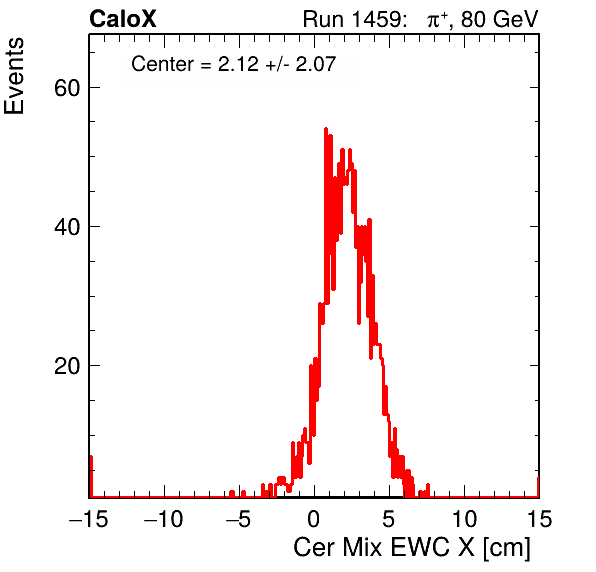 CaloX Run 1459: π⁺, 80 GeV
Center = 2.12 +/- 2.07
Events
60
40
20
−15 −10 −5 0 5 10 15
Cer Mix EWC X [cm]